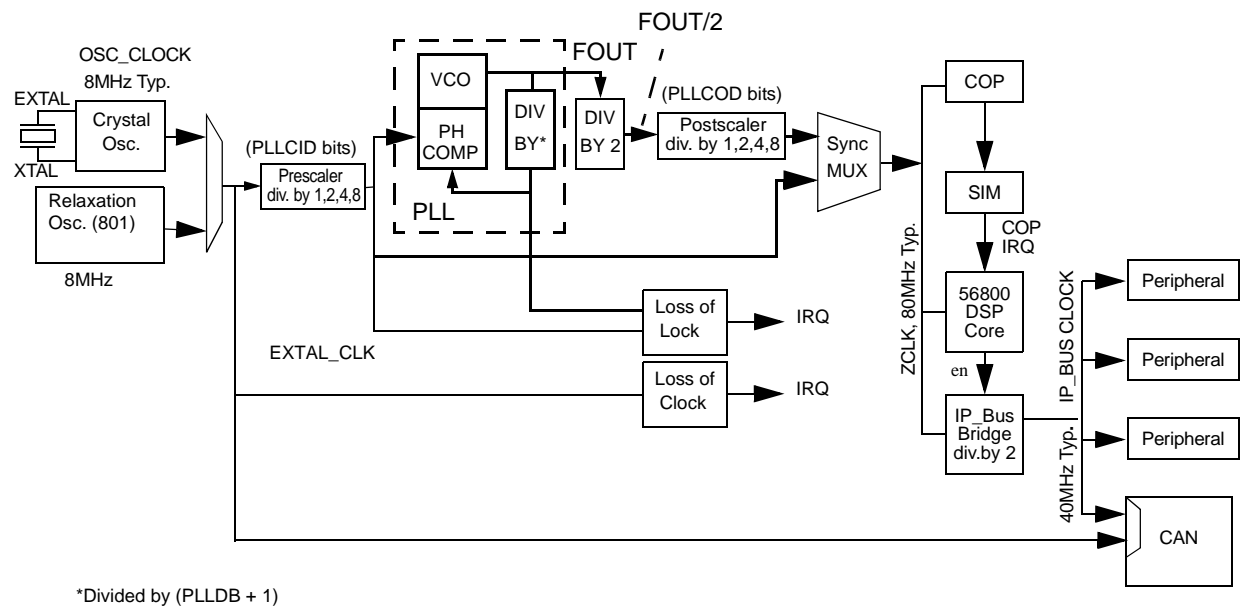 FOUT/2
FOUT
OSC_CLOCK
8MHz Typ.
EXTAL
XTAL
Crystal
Osc.
Relaxation
Osc. (801)
8MHz
(PLLCID bits)
Prescaler
div. by 1,2,4,8
VCO
PH
COMP
DIV
BY*
PLL
DIV
BY 2
(PLLCOD bits)
Postscaler
div. by 1,2,4,8
Sync
MUX
COP
SIM
COP
IRQ
ZCLK, 80MHz Typ.
56800
DSP
Core
en
IP_Bus
Bridge
div.by 2
IP_BUS CLOCK
40MHz Typ.
Peripheral
Peripheral
Peripheral
CAN
Loss of
Lock
IRQ
EXTAL_CLK
Loss of
Clock
IRQ
*Divided by (PLLDB + 1)